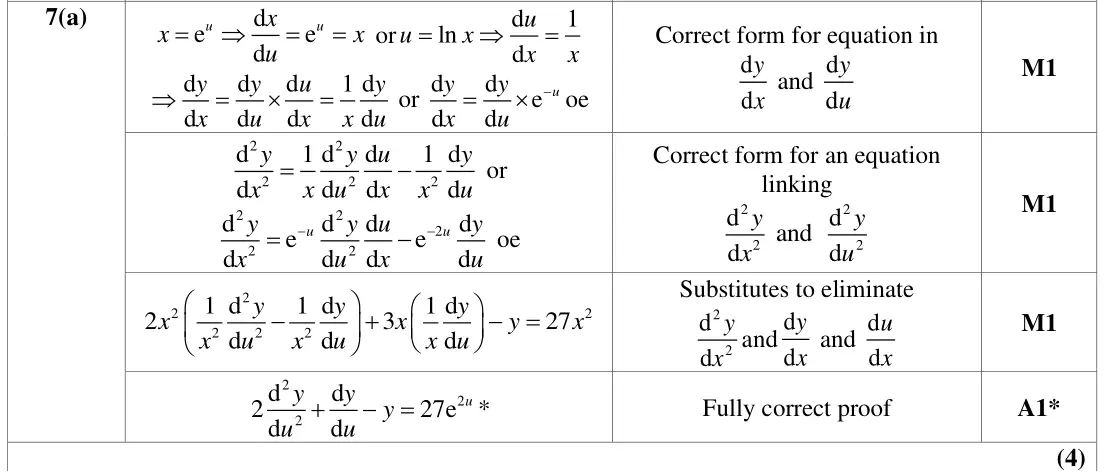 7(a)
x = eᵘ ⇒ dx/du = eᵘ = x or u = ln x ⇒ du/dx = 1/x
⇒ dy/dx = dy/du × du/dx = 1/x dy/du or dy/dx = dy/du × e⁻ᵘ oe
Correct form for equation in
dy/dx and dy/du
M1
d²y/dx² = 1/x d²y/du² du/dx − 1/x² dy/du or
d²y/dx² = e⁻ᵘ d²y/du² du/dx − e⁻²ᵘ dy/du oe
Correct form for an equation
linking
d²y/dx² and d²y/du²
M1
2x²(1/x² d²y/du² − 1/x² dy/du) + 3x(1/x dy/du) − y = 27x²
Substitutes to eliminate
d²y/dx² and dy/dx and du/dx
M1
2 d²y/du² + dy/du − y = 27e²ᵘ *
Fully correct proof
A1*
(4)